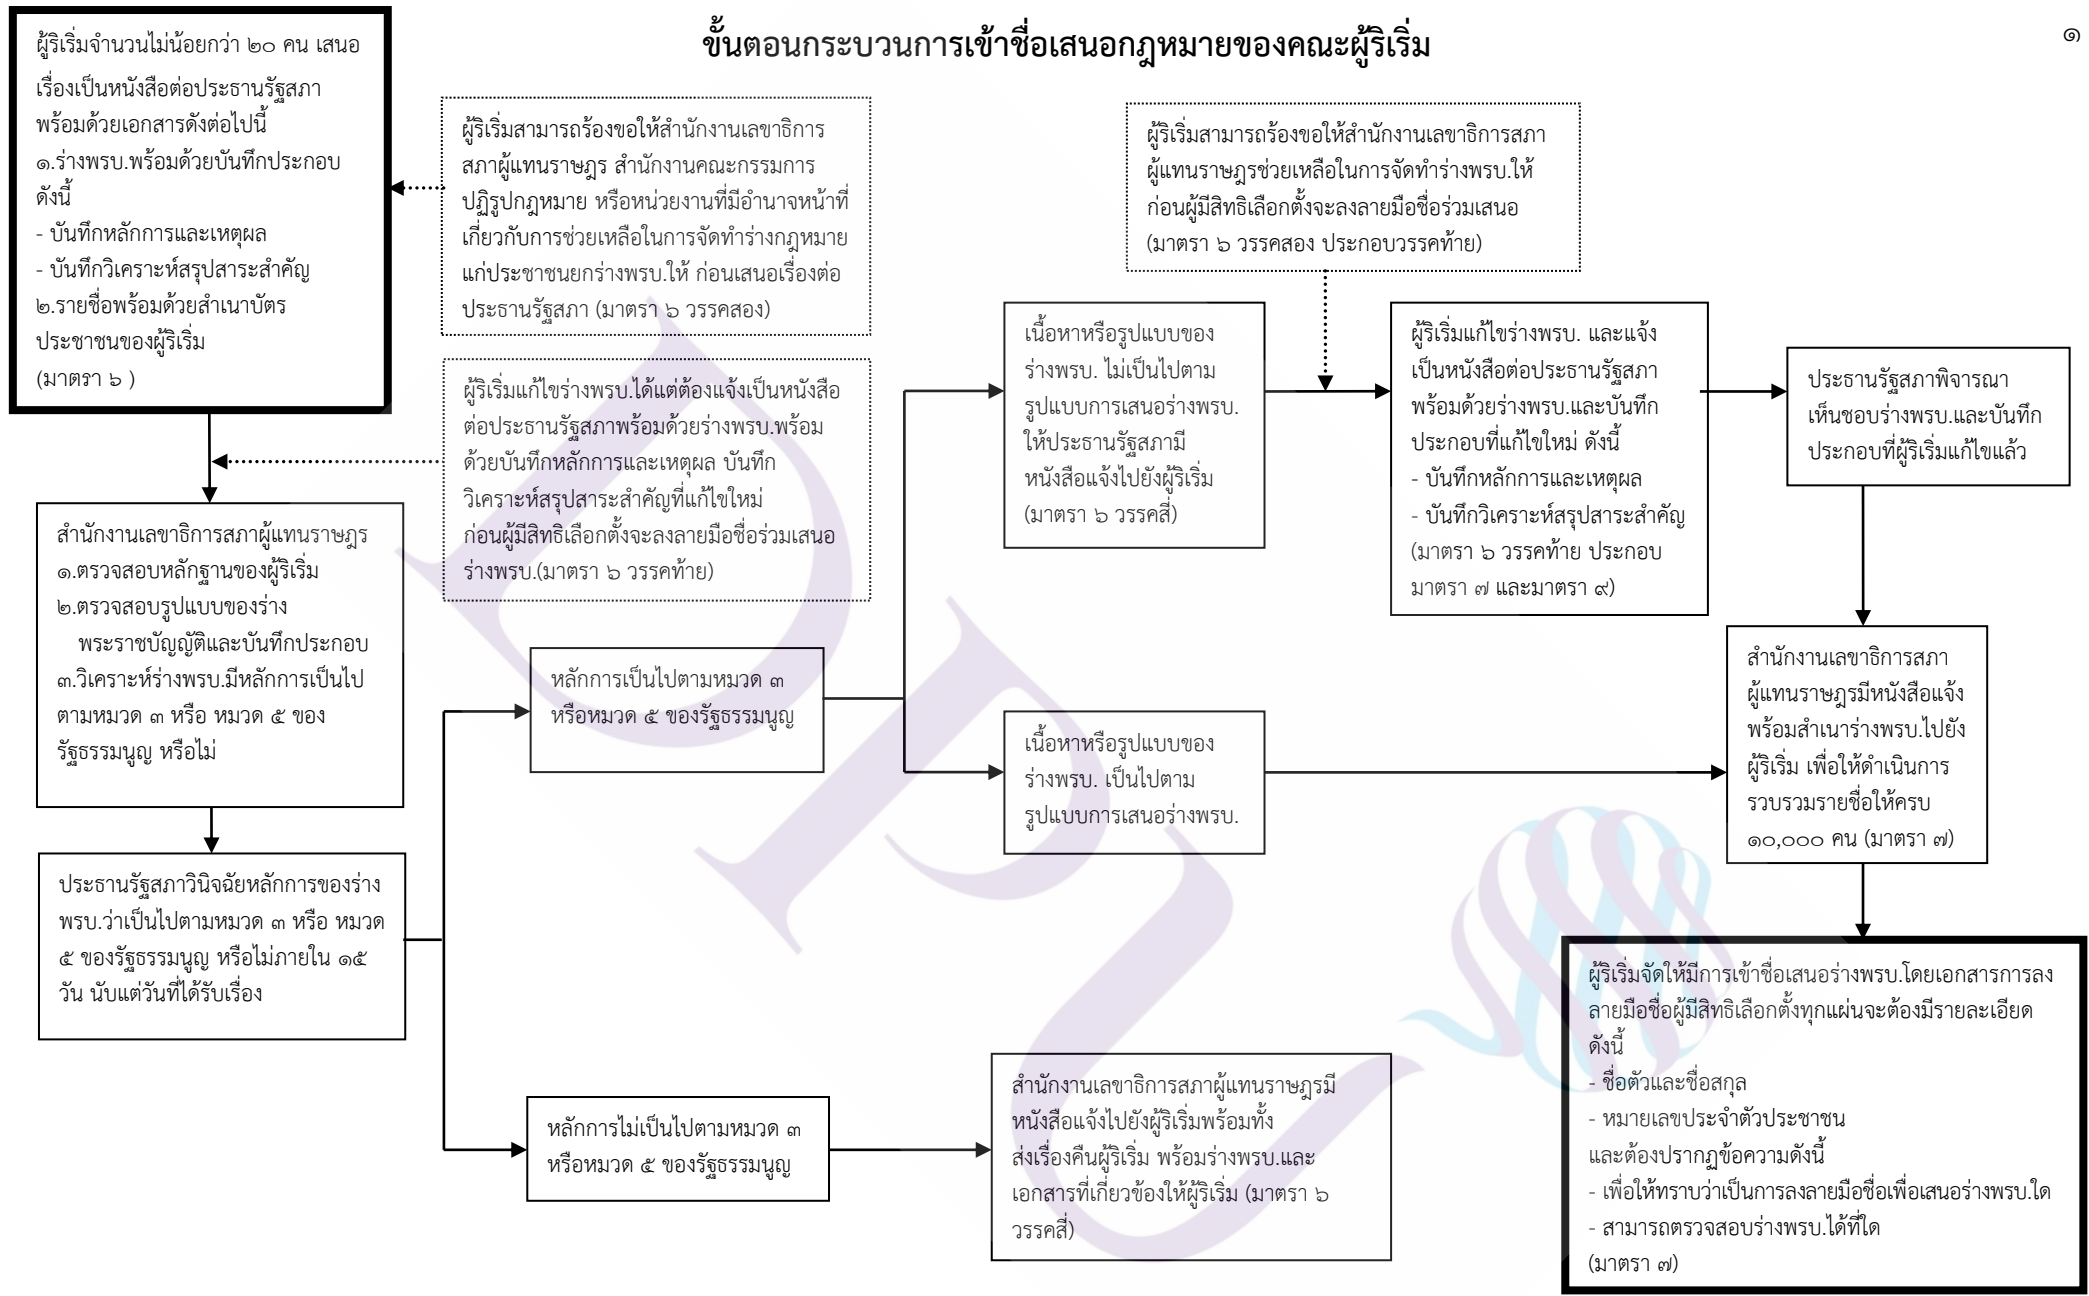 ขั้นตอนกระบวนการเข้าชื่อเสนอกฎหมายของคณะผู้ริเริ่ม
๑
ผู้ริเริ่มจำนวนไม่น้อยกว่า ๒๐ คน เสนอ
เรื่องเป็นหนังสือต่อประธานรัฐสภา
พร้อมด้วยเอกสารดังต่อไปนี้
๑.ร่างพรบ.พร้อมด้วยบันทึกประกอบ
ดังนี้
- บันทึกหลักการและเหตุผล
- บันทึกวิเคราะห์สรุปสาระสำคัญ
๒.รายชื่อพร้อมด้วยสำเนาบัตร
ประชาชนของผู้ริเริ่ม
(มาตรา ๖ )
ผู้ริเริ่มสามารถร้องขอให้สำนักงานเลขาธิการ
สภาผู้แทนราษฎร สำนักงานคณะกรรมการ
ปฏิรูปกฎหมาย หรือหน่วยงานที่มีอำนาจหน้าที่
เกี่ยวกับการช่วยเหลือในการจัดทำร่างกฎหมาย
แก่ประชาชนยกร่างพรบ.ให้ ก่อนเสนอเรื่องต่อ
ประธานรัฐสภา (มาตรา ๖ วรรคสอง)
ผู้ริเริ่มแก้ไขร่างพรบ.ได้แต่ต้องแจ้งเป็นหนังสือ
ต่อประธานรัฐสภาพร้อมด้วยร่างพรบ.พร้อม
ด้วยบันทึกหลักการและเหตุผล บันทึก
วิเคราะห์สรุปสาระสำคัญที่แก้ไขใหม่
ก่อนผู้มีสิทธิเลือกตั้งจะลงลายมือชื่อร่วมเสนอ
ร่างพรบ.(มาตรา ๖ วรรคท้าย)
สำนักงานเลขาธิการสภาผู้แทนราษฎร
๑.ตรวจสอบหลักฐานของผู้ริเริ่ม
๒.ตรวจสอบรูปแบบของร่าง
พระราชบัญญัติและบันทึกประกอบ
๓.วิเคราะห์ร่างพรบ.มีหลักการเป็นไป
ตามหมวด ๓ หรือ หมวด ๕ ของ
รัฐธรรมนูญ หรือไม่
ประธานรัฐสภาวินิจฉัยหลักการของร่าง
พรบ.ว่าเป็นไปตามหมวด ๓ หรือ หมวด
๕ ของรัฐธรรมนูญ หรือไม่ภายใน ๑๕
วัน นับแต่วันที่ได้รับเรื่อง
หลักการเป็นไปตามหมวด ๓
หรือหมวด ๕ ของรัฐธรรมนูญ
หลักการไม่เป็นไปตามหมวด ๓
หรือหมวด ๕ ของรัฐธรรมนูญ
ผู้ริเริ่มสามารถร้องขอให้สำนักงานเลขาธิการสภา
ผู้แทนราษฎรช่วยเหลือในการจัดทำร่างพรบ.ให้
ก่อนผู้มีสิทธิเลือกตั้งจะลงลายมือชื่อร่วมเสนอ
(มาตรา ๖ วรรคสอง ประกอบวรรคท้าย)
เนื้อหาหรือรูปแบบของ
ร่างพรบ. ไม่เป็นไปตาม
รูปแบบการเสนอร่างพรบ.
ให้ประธานรัฐสภามี
หนังสือแจ้งไปยังผู้ริเริ่ม
(มาตรา ๖ วรรคสี่)
ผู้ริเริ่มแก้ไขร่างพรบ. และแจ้ง
เป็นหนังสือต่อประธานรัฐสภา
พร้อมด้วยร่างพรบ.และบันทึก
ประกอบที่แก้ไขใหม่ ดังนี้
- บันทึกหลักการและเหตุผล
- บันทึกวิเคราะห์สรุปสาระสำคัญ
(มาตรา ๖ วรรคท้าย ประกอบ
มาตรา ๗ และมาตรา ๙)
ประธานรัฐสภาพิจารณา
เห็นชอบร่างพรบ.และบันทึก
ประกอบที่ผู้ริเริ่มแก้ไขแล้ว
เนื้อหาหรือรูปแบบของ
ร่างพรบ. เป็นไปตาม
รูปแบบการเสนอร่างพรบ.
สำนักงานเลขาธิการสภา
ผู้แทนราษฎรมีหนังสือแจ้ง
พร้อมสำเนาร่างพรบ.ไปยัง
ผู้ริเริ่ม เพื่อให้ดำเนินการ
รวบรวมรายชื่อให้ครบ
๑๐,๐๐๐ คน (มาตรา ๗)
สำนักงานเลขาธิการสภาผู้แทนราษฎรมี
หนังสือแจ้งไปยังผู้ริเริ่มพร้อมทั้ง
ส่งเรื่องคืนผู้ริเริ่ม พร้อมร่างพรบ.และ
เอกสารที่เกี่ยวข้องให้ผู้ริเริ่ม (มาตรา ๖
วรรคสี่)
ผู้ริเริ่มจัดให้มีการเข้าชื่อเสนอร่างพรบ.โดยเอกสารการลง
ลายมือชื่อผู้มีสิทธิเลือกตั้งทุกแผ่นจะต้องมีรายละเอียด
ดังนี้
- ชื่อตัวและชื่อสกุล
- หมายเลขประจำตัวประชาชน
และต้องปรากฏข้อความดังนี้
- เพื่อให้ทราบว่าเป็นการลงลายมือชื่อเพื่อเสนอร่างพรบ.ใด
- สามารถตรวจสอบร่างพรบ.ได้ที่ใด
(มาตรา ๗)
DPU